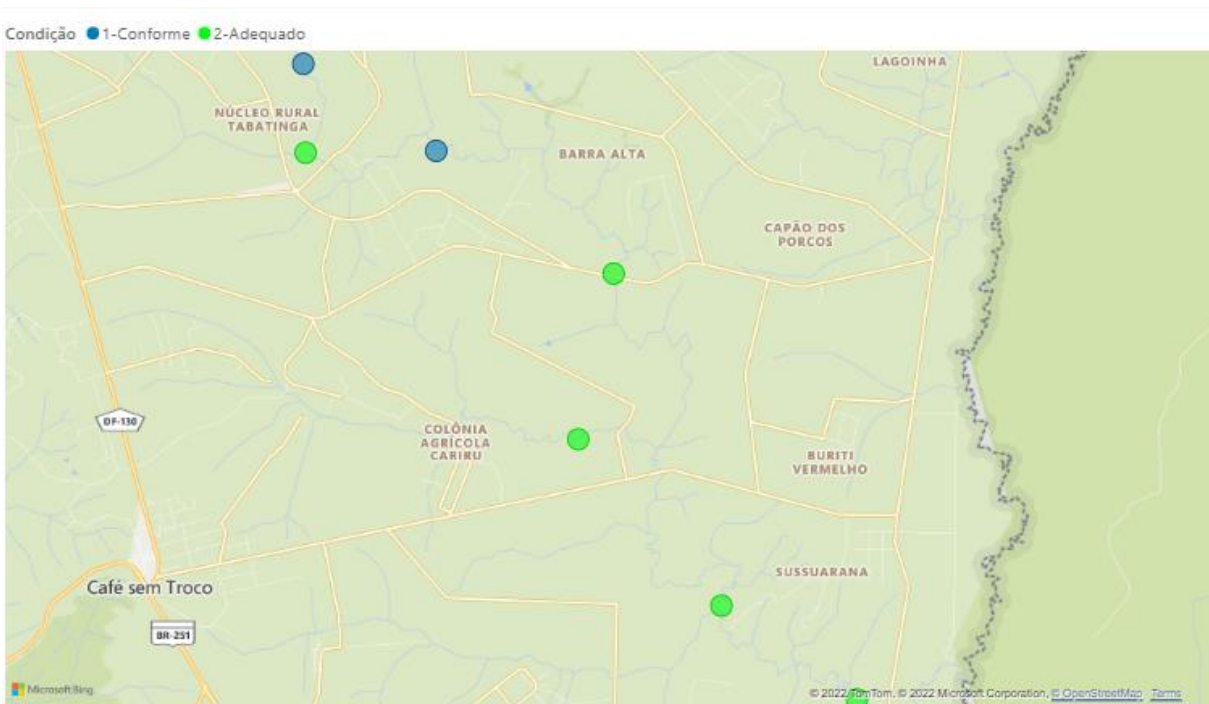 Condição 1-Conforme 2-Adequado
LAGOINHA
NÚCLEO RURAL
TABATINGA
BARRA ALTA
CAPÃO DOS
PORCOS
DF-130
COLÔNIA
AGRÍCOLA
CARIRU
BURITI
VERMELHO
SUSSUARANA
Café sem Troco
BR-251
Microsoft Bing
© 2022 TomTom, © 2022 Microsoft Corporation, © OpenStreetMap Terms